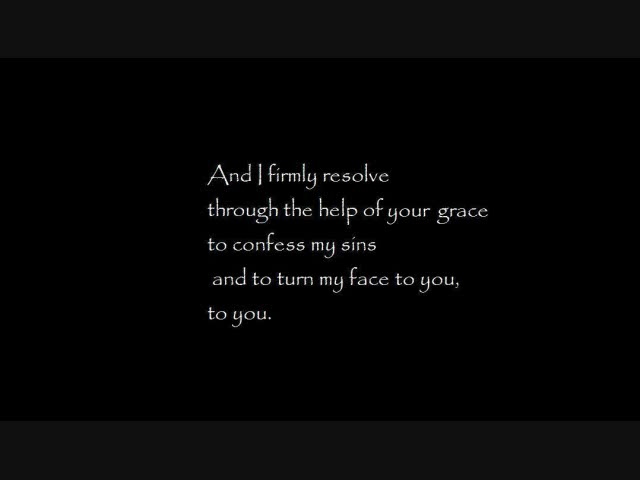 And I firmly resolve
through the help of your grace
to confess my sins
and to turn my face to you,
to you.